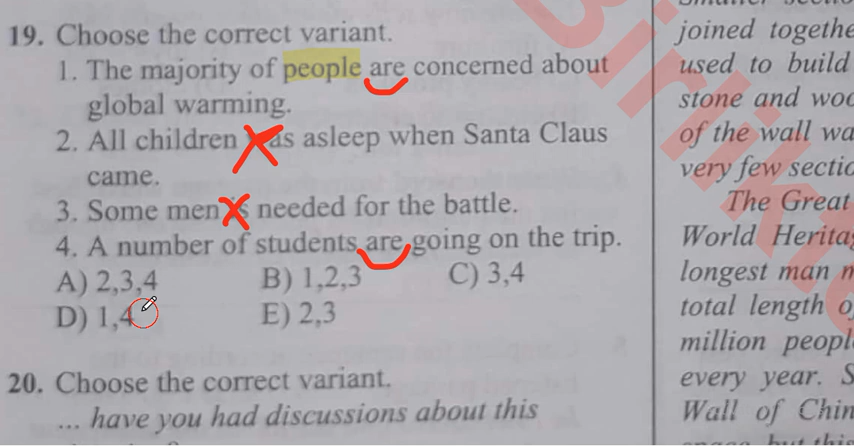 19. Choose the correct variant.
1. The majority of people are concerned about
global warming.
2. All children was asleep when Santa Claus
came.
3. Some men is needed for the battle.
4. A number of students are going on the trip.
A) 2,3,4 B) 1,2,3 C) 3,4
D) 1,4 E) 2,3
20. Choose the correct variant.
... have you had discussions about this
joined togethe
used to build
stone and woo
of the wall wa
very few sectio
The Great
World Heritag
longest man m
total length o
million peopl
every year. S
Wall of Chin
Birlikte